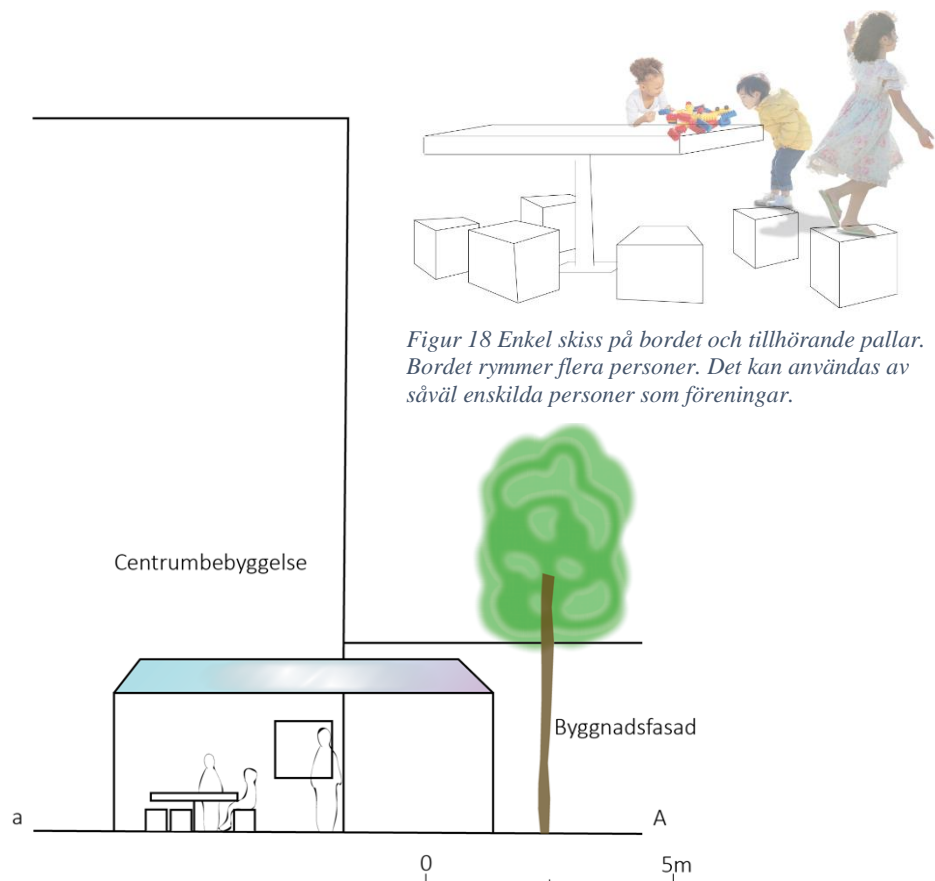 Figur 18 Enkel skiss på bordet och tillhörande pallar.
Bordet rymmer flera personer. Det kan användas av
såväl enskilda personer som föreningar.
Centrumbebyggelse
Byggnadsfasad
a
A
0
5m